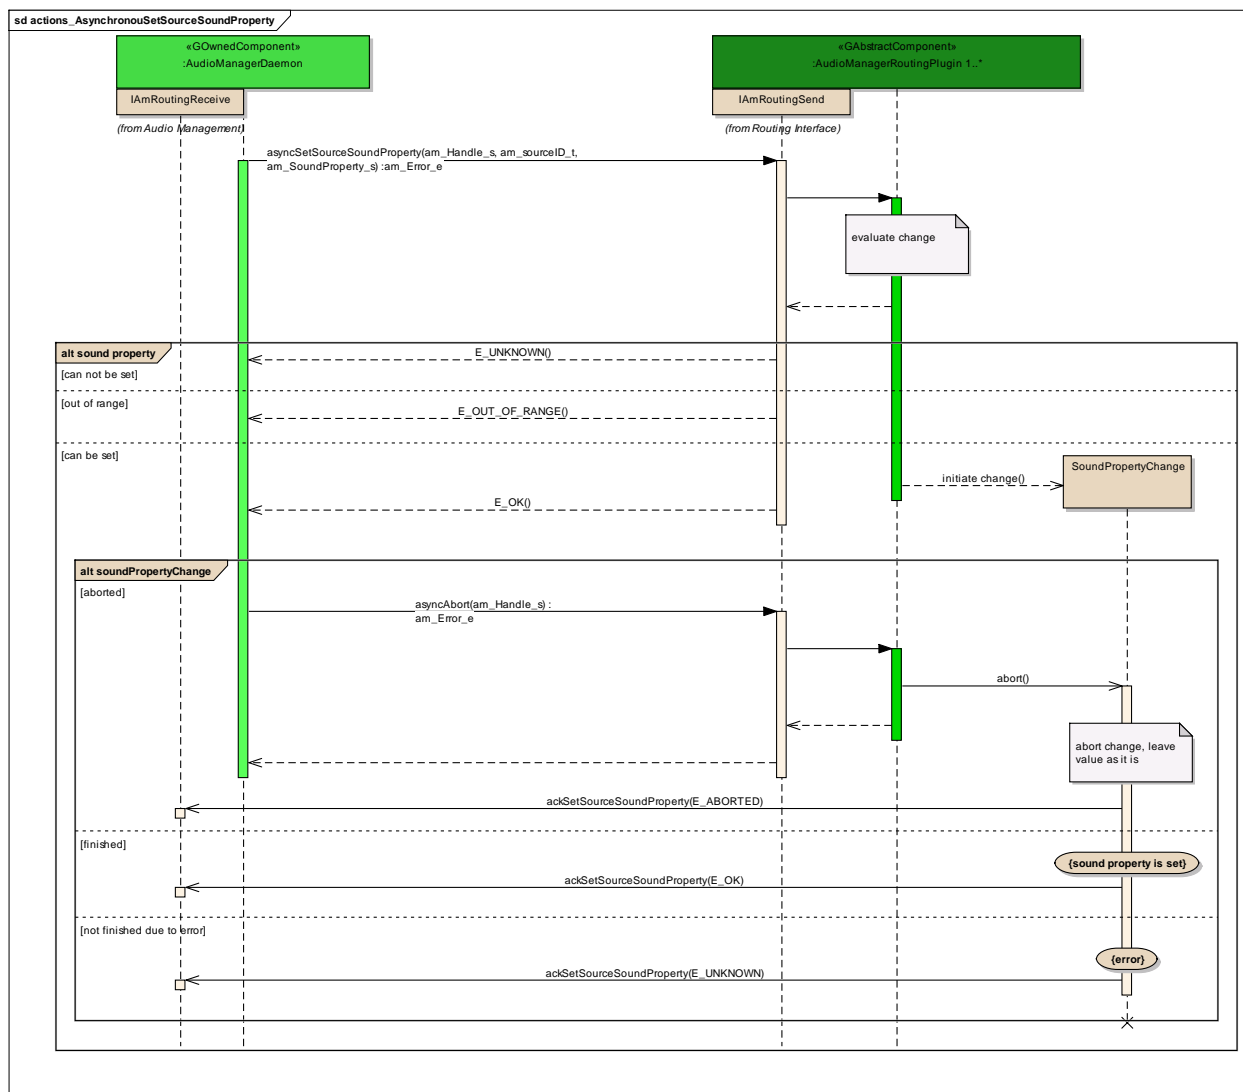 sd actions_AsynchronouSetSourceSoundProperty
«GOwnedComponent»
:AudioManagerDaemon
«GAbstractComponent»
:AudioManagerRoutingPlugin 1..*
IAmRoutingReceive
IAmRoutingSend
(from Audio Management)
(from Routing Interface)
asyncSetSourceSoundProperty(am_Handle_s, am_sourceID_t,
am_SoundProperty_s) :am_Error_e
evaluate change
alt sound property
E_UNKNOWN()
[can not be set]
[out of range]
E_OUT_OF_RANGE()
[can be set]
SoundPropertyChange
initiate change()
E_OK()
alt soundPropertyChange
[aborted]
asyncAbort(am_Handle_s) :
am_Error_e
abort()
abort change, leave
value as it is
ackSetSourceSoundProperty(E_ABORTED)
[finished]
{sound property is set}
ackSetSourceSoundProperty(E_OK)
[not finished due to error]
{error}
ackSetSourceSoundProperty(E_UNKNOWN)